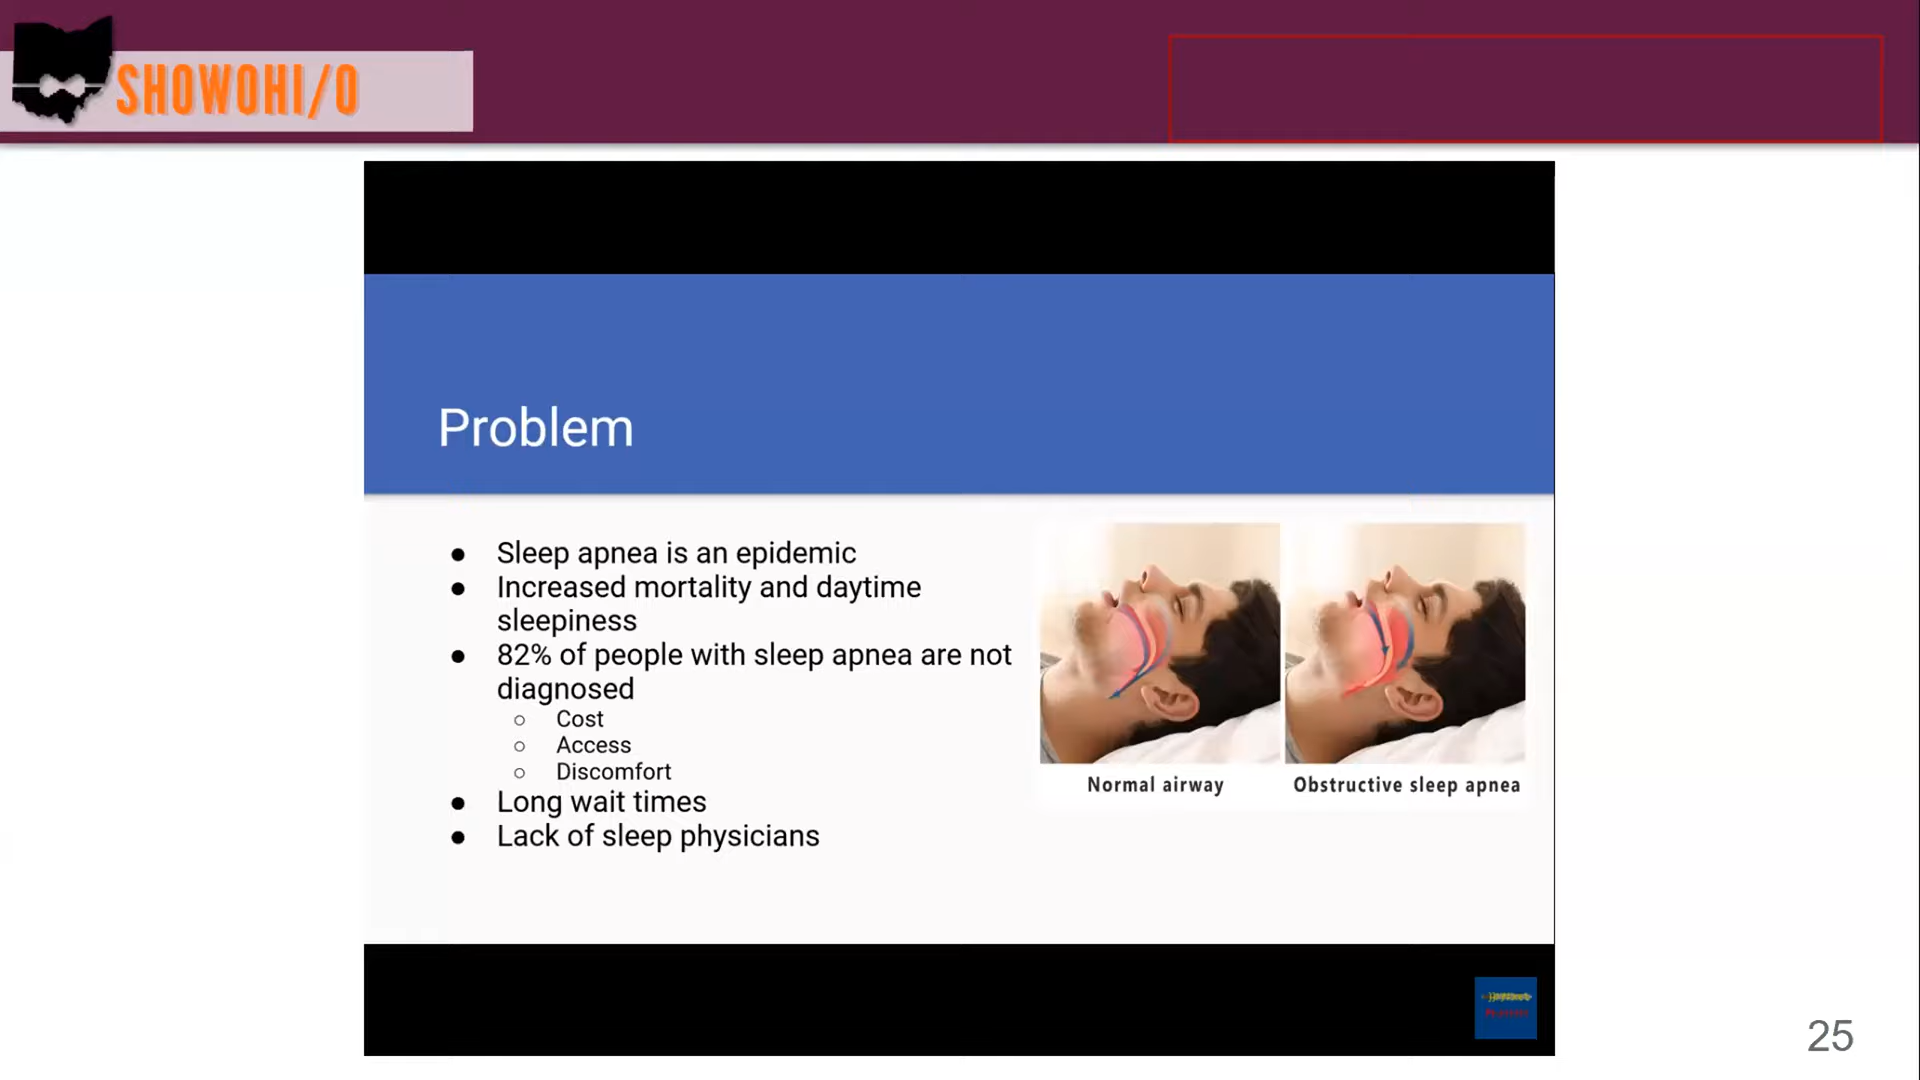 SHOWOHI/O
Problem
● Sleep apnea is an epidemic
● Increased mortality and daytime
sleepiness
● 82% of people with sleep apnea are not
diagnosed
○ Cost
○ Access
○ Discomfort
● Long wait times
● Lack of sleep physicians
Normal airway
Obstructive sleep apnea
25